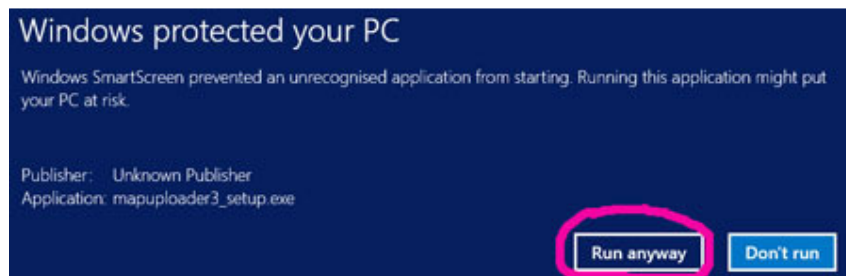 Windows protected your PC
Windows SmartScreen prevented an unrecognised application from starting. Running this application might put
your PC at risk.
Publisher: Unknown Publisher
Application: mapuploader3_setup.exe
Run anyway Don't run